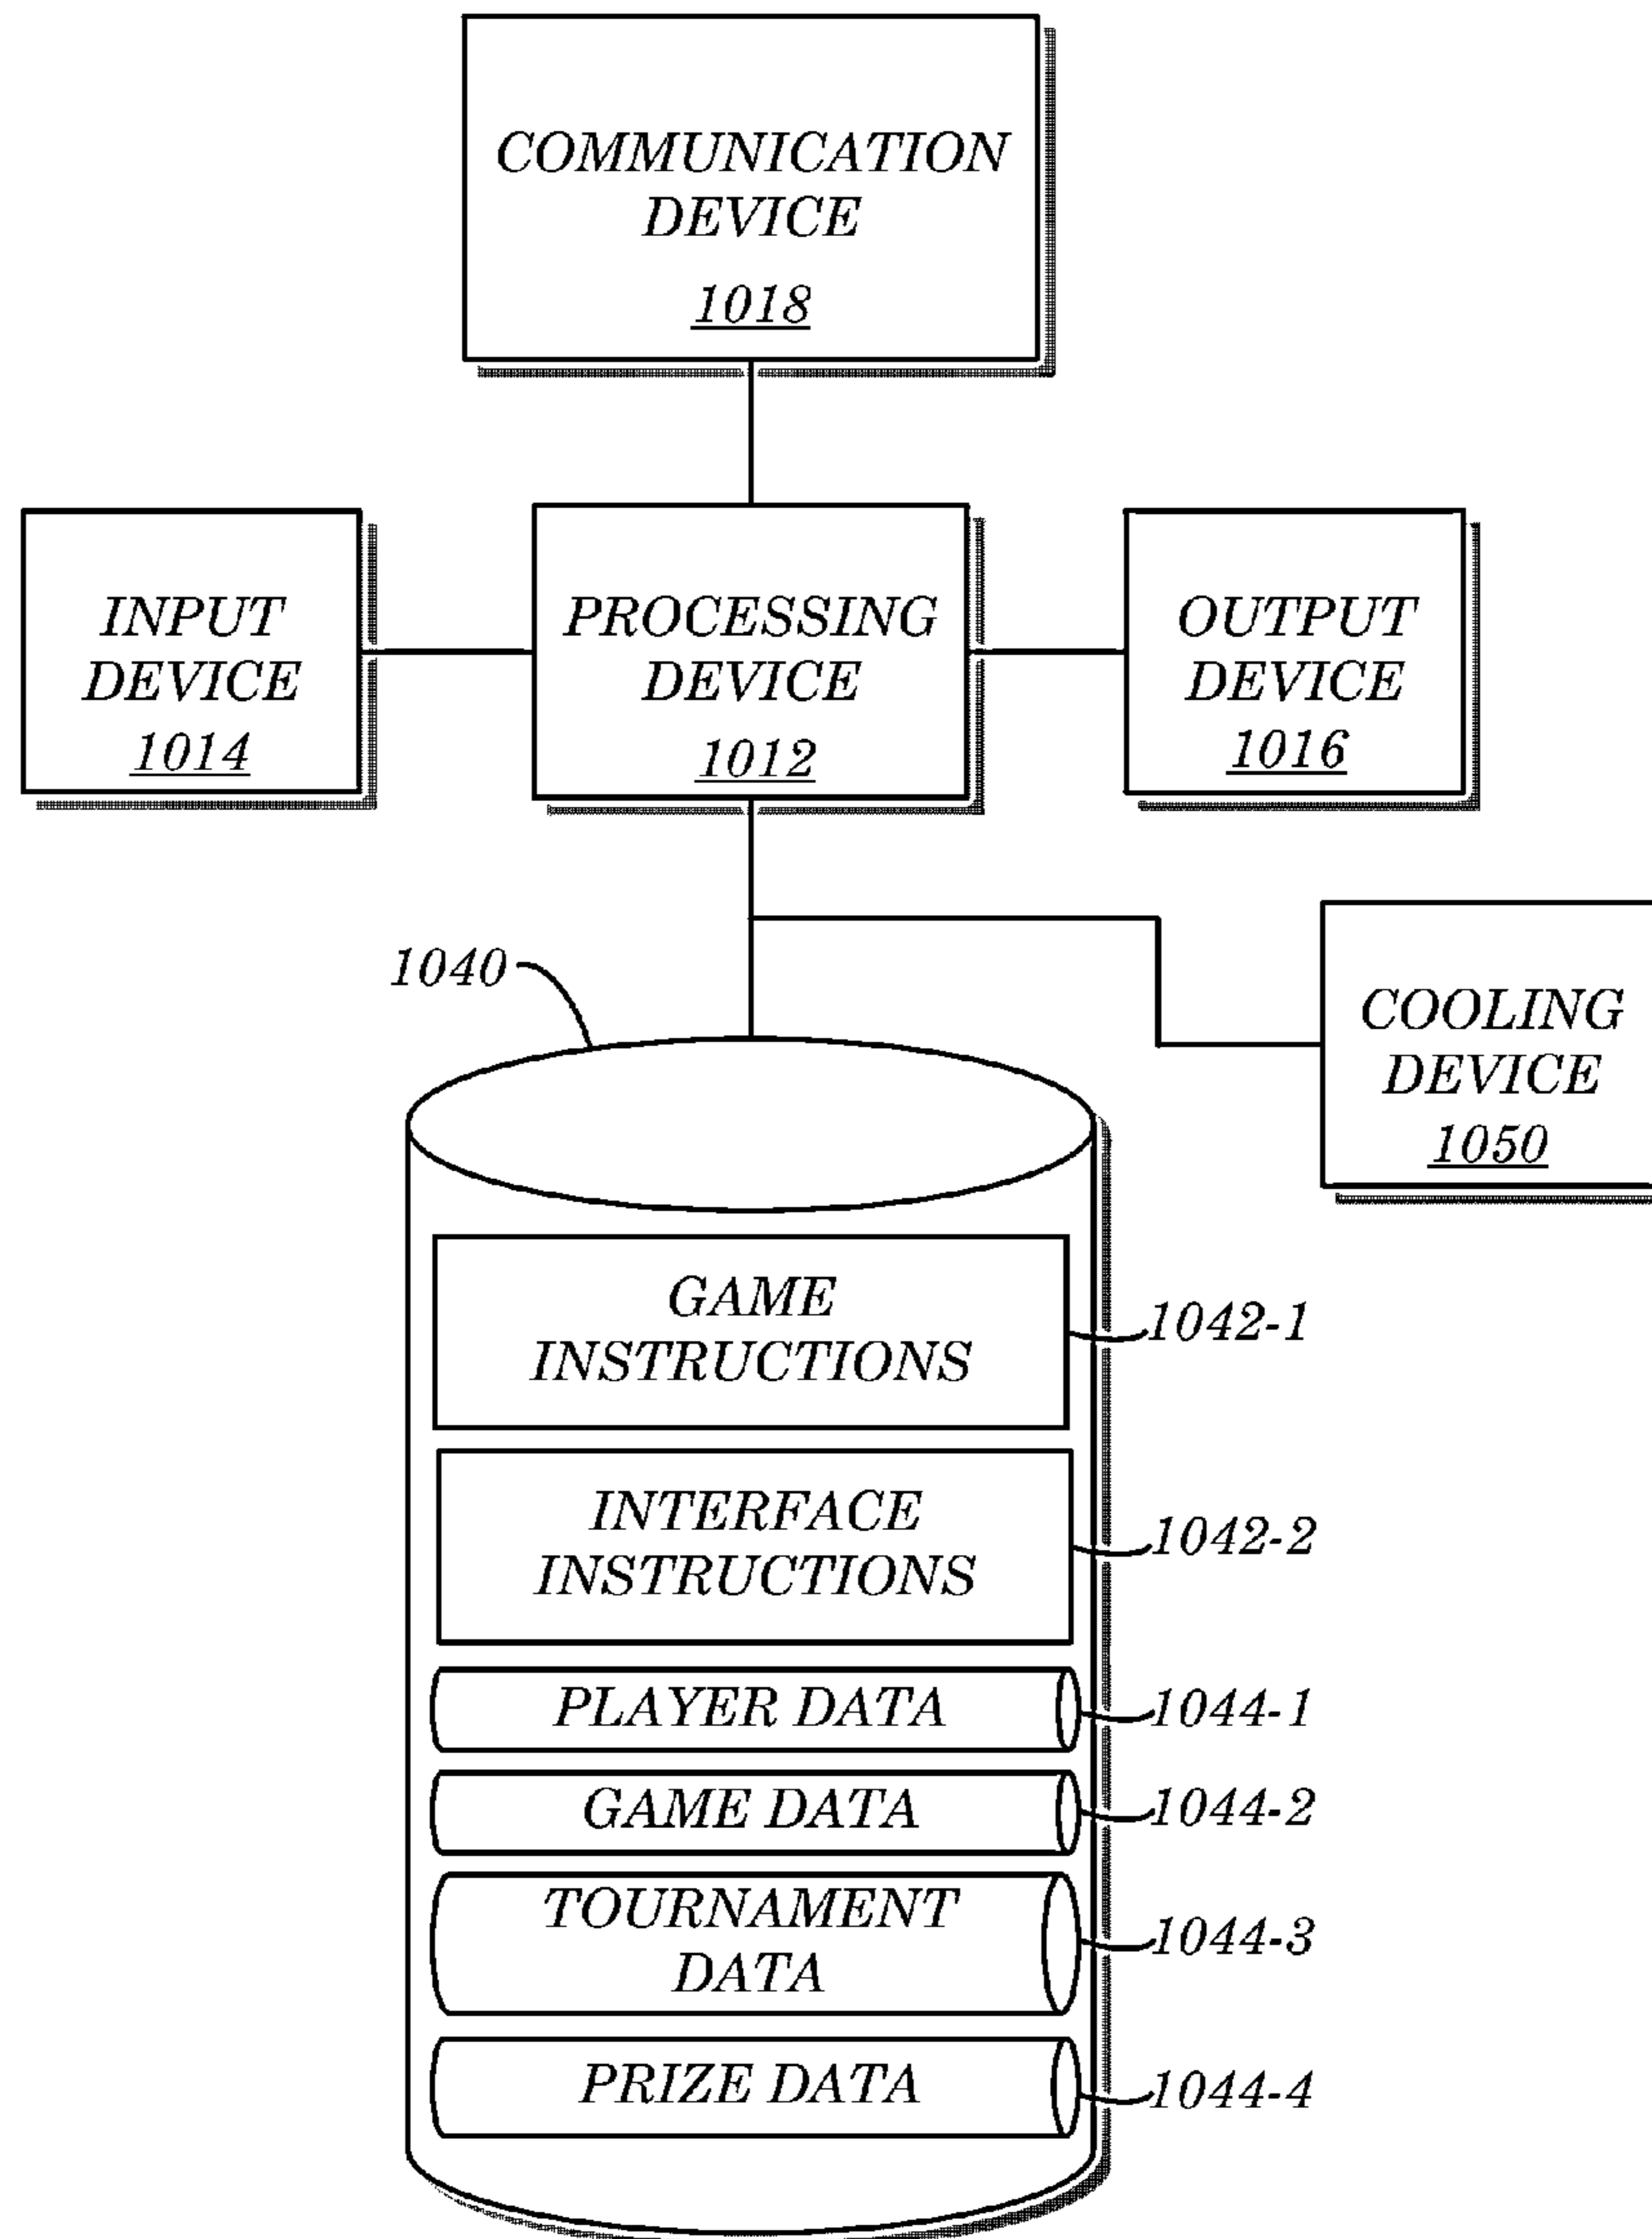 COMMUNICATION
DEVICE
1018
INPUT
DEVICE
1014
PROCESSING
DEVICE
1012
OUTPUT
DEVICE
1016
1040
COOLING
DEVICE
1050
GAME
INSTRUCTIONS
1042-1
INTERFACE
INSTRUCTIONS
1042-2
PLAYER DATA
1044-1
GAME DATA
1044-2
TOURNAMENT
DATA
1044-3
PRIZE DATA
1044-4